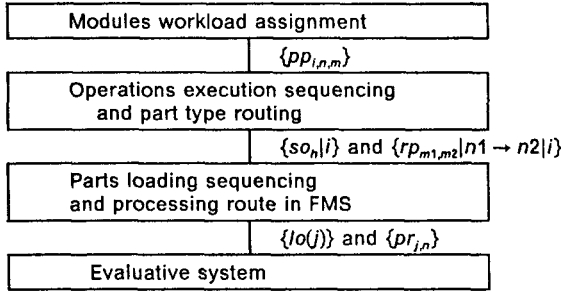 Modules workload assignment
{pp_{i,n,m}}
Operations execution sequencing
and part type routing
{so_h|i} and {rp_{m1,m2}|n1 → n2|i}
Parts loading sequencing
and processing route in FMS
{lo(j)} and {pr_{j,n}}
Evaluative system